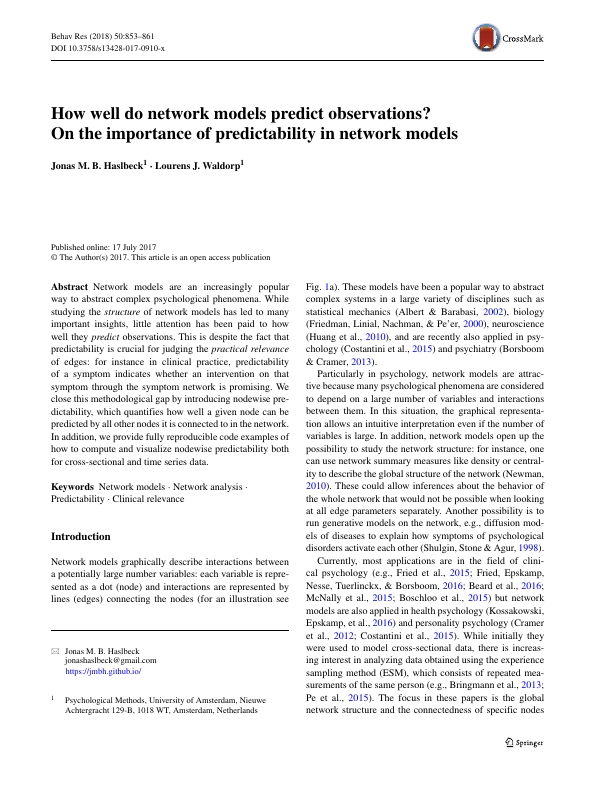 Behav Res (2018) 50:853–861
DOI 10.3758/s13428-017-0910-x
CrossMark
How well do network models predict observations?
On the importance of predictability in network models
Jonas M. B. Haslbeck1 · Lourens J. Waldorp1
Published online: 17 July 2017
© The Author(s) 2017. This article is an open access publication
Abstract Network models are an increasingly popular
way to abstract complex psychological phenomena. While
studying the structure of network models has led to many
important insights, little attention has been paid to how
well they predict observations. This is despite the fact that
predictability is crucial for judging the practical relevance
of edges: for instance in clinical practice, predictability
of a symptom indicates whether an intervention on that
symptom through the symptom network is promising. We
close this methodological gap by introducing nodewise pre-
dictability, which quantifies how well a given node can be
predicted by all other nodes it is connected to in the network.
In addition, we provide fully reproducible code examples of
how to compute and visualize nodewise predictability both
for cross-sectional and time series data.
Keywords Network models · Network analysis ·
Predictability · Clinical relevance
Introduction
Network models graphically describe interactions between
a potentially large number variables: each variable is repre-
sented as a dot (node) and interactions are represented by
lines (edges) connecting the nodes (for an illustration see
Jonas M. B. Haslbeck
jonashaslbeck@gmail.com
https://jmbh.github.io/
1 Psychological Methods, University of Amsterdam, Nieuwe
Achtergracht 129-B, 1018 WT, Amsterdam, Netherlands
Fig. 1a). These models have been a popular way to abstract
complex systems in a large variety of disciplines such as
statistical mechanics (Albert & Barabasi, 2002), biology
(Friedman, Linial, Nachman, & Pe'er, 2000), neuroscience
(Huang et al., 2010), and are recently also applied in psy-
chology (Costantini et al., 2015) and psychiatry (Borsboom
& Cramer, 2013).
Particularly in psychology, network models are attrac-
tive because many psychological phenomena are considered
to depend on a large number of variables and interactions
between them. In this situation, the graphical representa-
tion allows an intuitive interpretation even if the number of
variables is large. In addition, network models open up the
possibility to study the network structure: for instance, one
can use network summary measures like density or central-
ity to describe the global structure of the network (Newman,
2010). These could allow inferences about the behavior of
the whole network that would not be possible when looking
at all edge parameters separately. Another possibility is to
run generative models on the network, e.g., diffusion mod-
els of diseases to explain how symptoms of psychological
disorders activate each other (Shulgin, Stone & Agur, 1998).
Currently, most applications are in the field of clini-
cal psychology (e.g., Fried et al., 2015; Fried, Epskamp,
Nesse, Tuerlinckx, & Borsboom, 2016; Beard et al., 2016;
McNally et al., 2015; Boschloo et al., 2015) but network
models are also applied in health psychology (Kossakowski,
Epskamp, et al., 2016) and personality psychology (Cramer
et al., 2012; Costantini et al., 2015). While initially they
were used to model cross-sectional data, there is increas-
ing interest in analyzing data obtained using the experience
sampling method (ESM), which consists of repeated mea-
surements of the same person (e.g., Bringmann et al., 2013;
Pe et al., 2015). The focus in these papers is the global
network structure and the connectedness of specific nodes
Springer